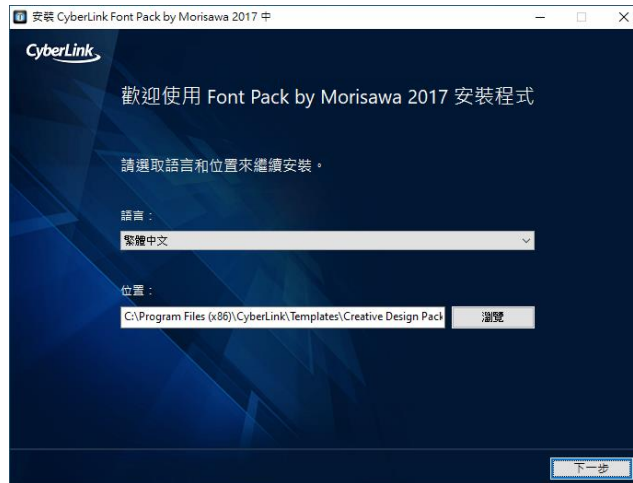 安裝 CyberLink Font Pack by Morisawa 2017 中
CyberLink
歡迎使用 Font Pack by Morisawa 2017 安裝程式
請選取語言和位置來繼續安裝。
語言：
繁體中文
位置：
C:\Program Files (x86)\CyberLink\Templates\Creative Design Pack
瀏覽
下一步